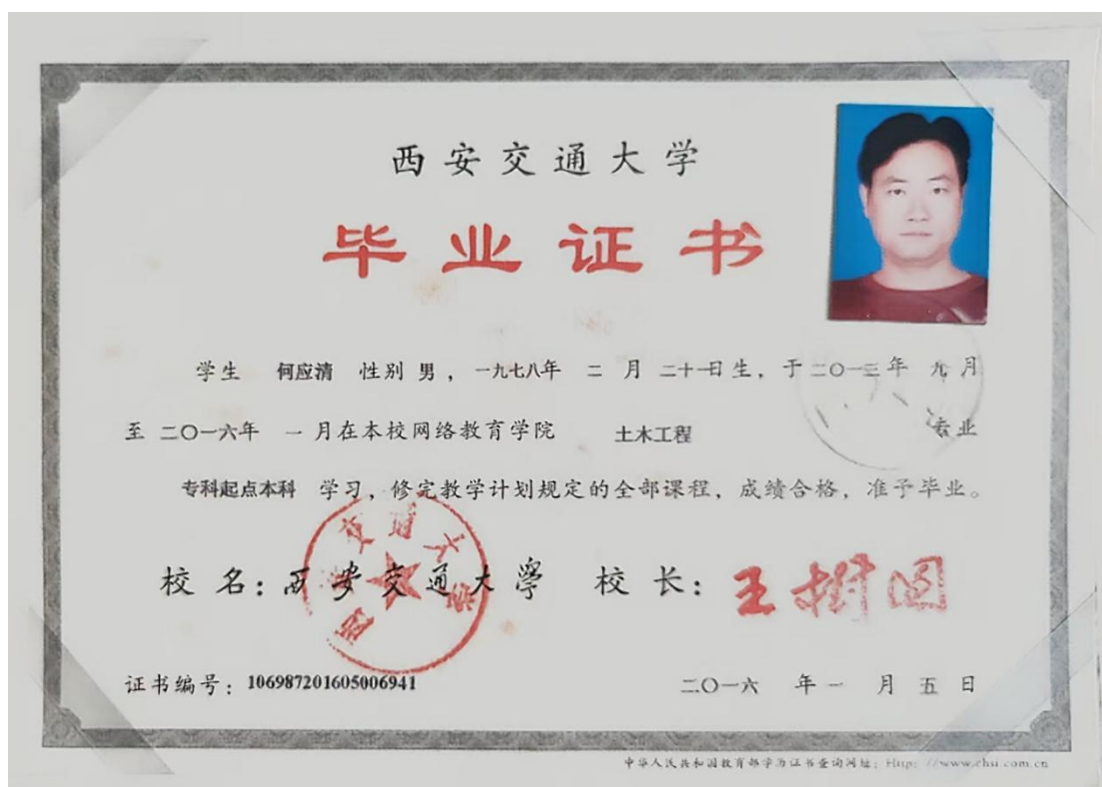 西安交通大学
毕业证书
学生 何应清 性别 男，一九七八年 二 月 二十一日生，于二〇一三年 九 月
至 二〇一六年 一 月在本校网络教育学院 土木工程 专业
专科起点本科 学习，修完教学计划规定的全部课程，成绩合格，准予毕业。
校 名：西安交通大学 校 长：王树国
西安交通大学
证书编号：106987201605006941 二〇一六 年 一 月 五 日
中华人民共和国教育部学历证书查询网址：Http：//www.chsi.com.cn